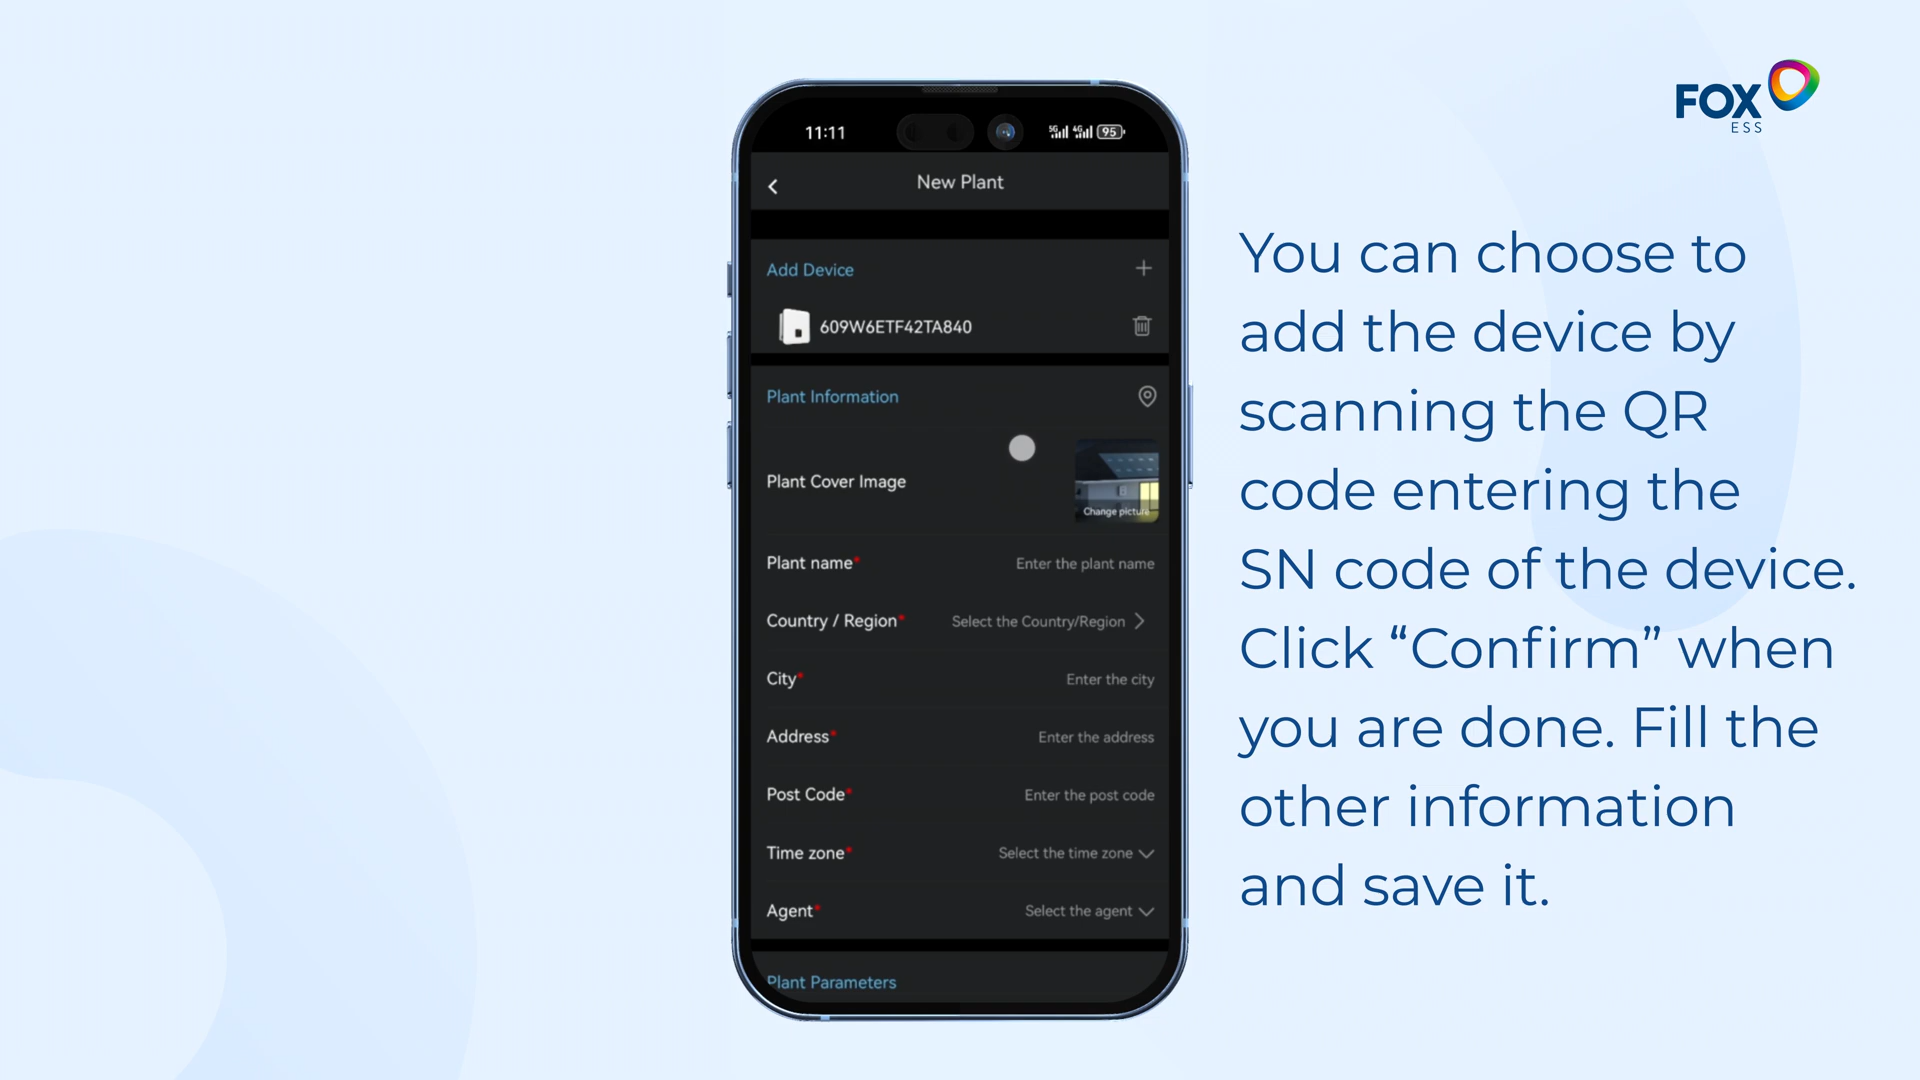 FOX
ESS
11:11
5G 4G 95
New Plant
Add Device
609W6ETF42TA840
Plant Information
Plant Cover Image
Change picture
Plant name* Enter the plant name
Country / Region* Select the Country/Region
City* Enter the city
Address* Enter the address
Post Code* Enter the post code
Time zone* Select the time zone
Agent* Select the agent
Plant Parameters
You can choose to
add the device by
scanning the QR
code entering the
SN code of the device.
Click “Confirm” when
you are done. Fill the
other information
and save it.